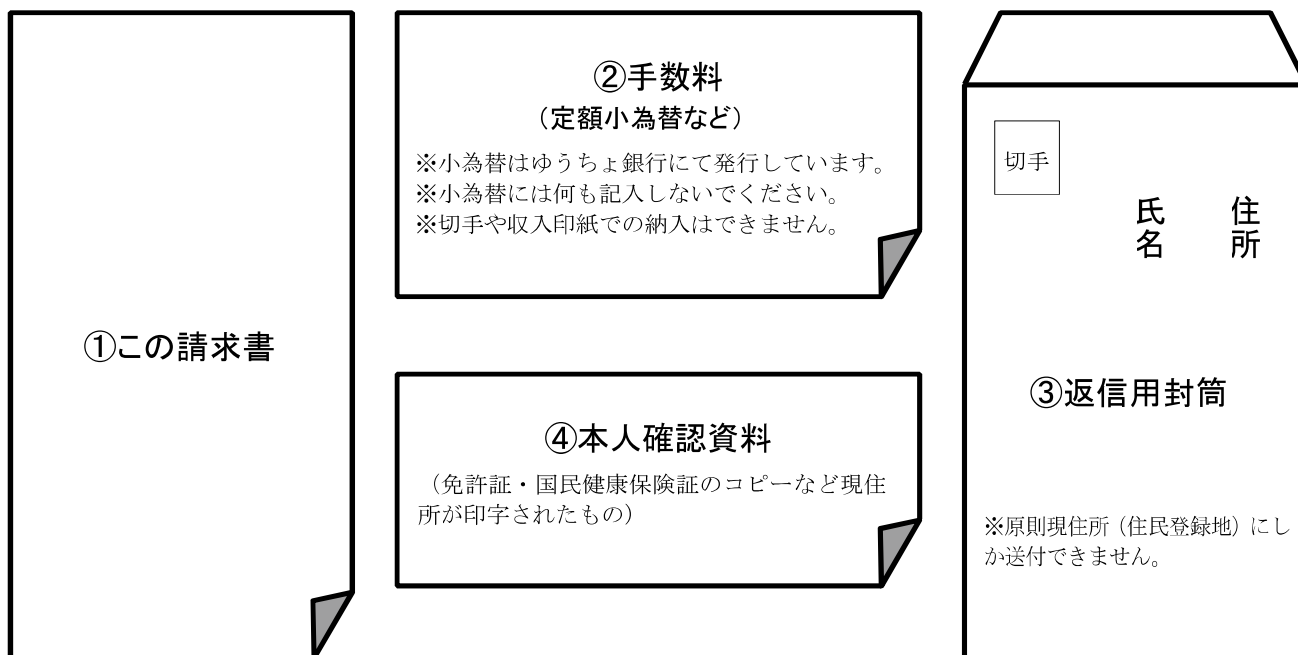 ①この請求書
②手数料
（定額小為替など）
※小為替はゆうちょ銀行にて発行しています。
※小為替には何も記入しないでください。
※切手や収入印紙での納入はできません。
④本人確認資料
（免許証・国民健康保険証のコピーなど現住
所が印字されたもの）
切手
住所
氏名
③返信用封筒
※原則現住所（住民登録地）にし
か送付できません。